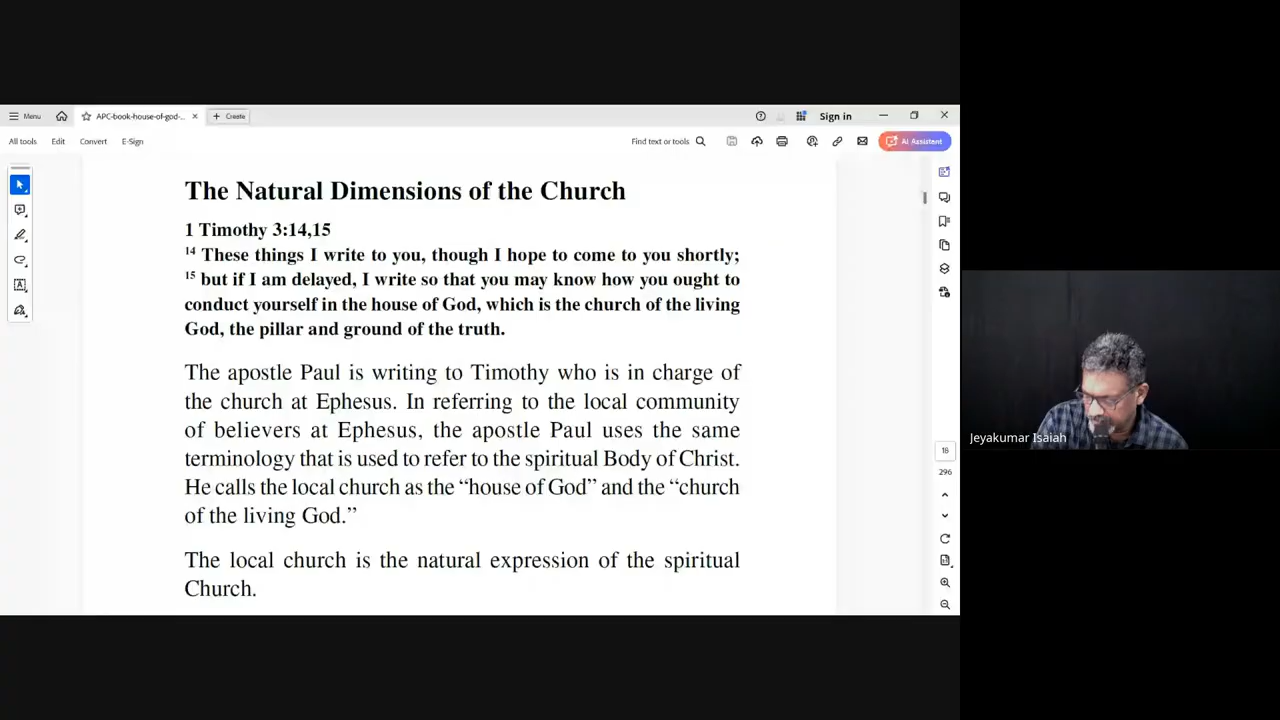 Menu
APC-book-house-of-god-...
Create
Sign in
All tools
Edit
Convert
E-Sign
Find text or tools
AI Assistant
The Natural Dimensions of the Church
1 Timothy 3:14,15
14 These things I write to you, though I hope to come to you shortly;
15 but if I am delayed, I write so that you may know how you ought to
conduct yourself in the house of God, which is the church of the living
God, the pillar and ground of the truth.
The apostle Paul is writing to Timothy who is in charge of
the church at Ephesus. In referring to the local community
of believers at Ephesus, the apostle Paul uses the same
terminology that is used to refer to the spiritual Body of Christ.
He calls the local church as the “house of God” and the “church
of the living God.”
The local church is the natural expression of the spiritual
Church.
18
296
Jeyakumar Isaiah